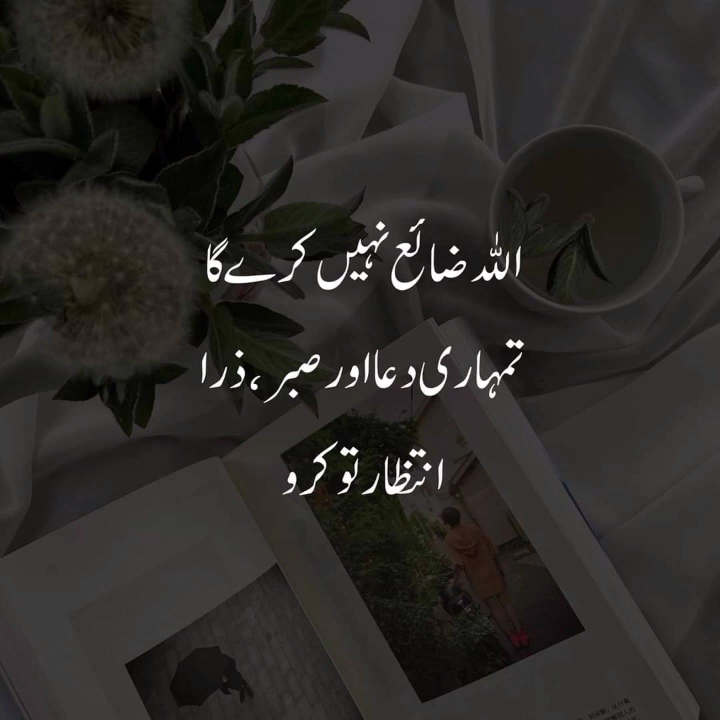 اللہ ضائع نہیں کرے گا
تمہاری دعا اور صبر ، ذرا
انتظار تو کرو